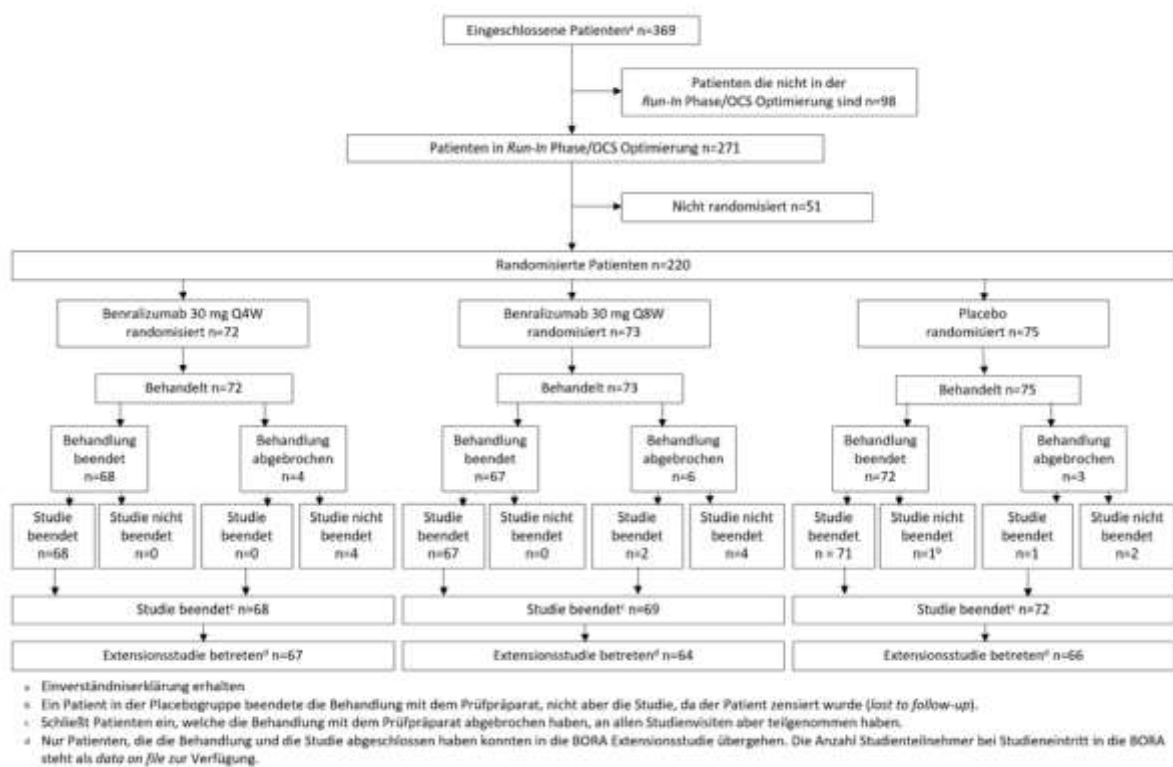 Eingeschlossene Patientenᵃ n=369
Patienten die nicht in der
Run-In Phase/OCS Optimierung sind n=98
Patienten in Run-In Phase/OCS Optimierung n=271
Nicht randomisiert n=51
Randomisierte Patienten n=220
Benralizumab 30 mg Q4W
randomisiert n=72
Benralizumab 30 mg Q8W
randomisiert n=73
Placebo
randomisiert n=75
Behandelt n=72
Behandelt n=73
Behandelt n=75
Behandlung
beendet
n=68
Behandlung
abgebrochen
n=4
Behandlung
beendet
n=67
Behandlung
abgebrochen
n=6
Behandlung
beendet
n=72
Behandlung
abgebrochen
n=3
Studie
beendet
n=68
Studie nicht
beendet
n=0
Studie
beendet
n=0
Studie nicht
beendet
n=4
Studie
beendet
n=67
Studie nicht
beendet
n=0
Studie
beendet
n=2
Studie nicht
beendet
n=4
Studie
beendet
n = 71
Studie nicht
beendet
n=1ᵇ
Studie
beendet
n=1
Studie nicht
beendet
n=2
Studie beendetᶜ n=68
Studie beendetᶜ n=69
Studie beendetᶜ n=72
Extensionsstudie betretenᵈ n=67
Extensionsstudie betretenᵈ n=64
Extensionsstudie betretenᵈ n=66
a Einverständniserklärung erhalten
b Ein Patient in der Placebogruppe beendete die Behandlung mit dem Prüfpräparat, nicht aber die Studie, da der Patient zensiert wurde (lost to follow-up).
c Schließt Patienten ein, welche die Behandlung mit dem Prüfpräparat abgebrochen haben, an allen Studienvisiten aber teilgenommen haben.
d Nur Patienten, die die Behandlung und die Studie abgeschlossen haben konnten in die BORA Extensionsstudie übergehen. Die Anzahl Studienteilnehmer bei Studieneintritt in die BORA
steht als data on file zur Verfügung.